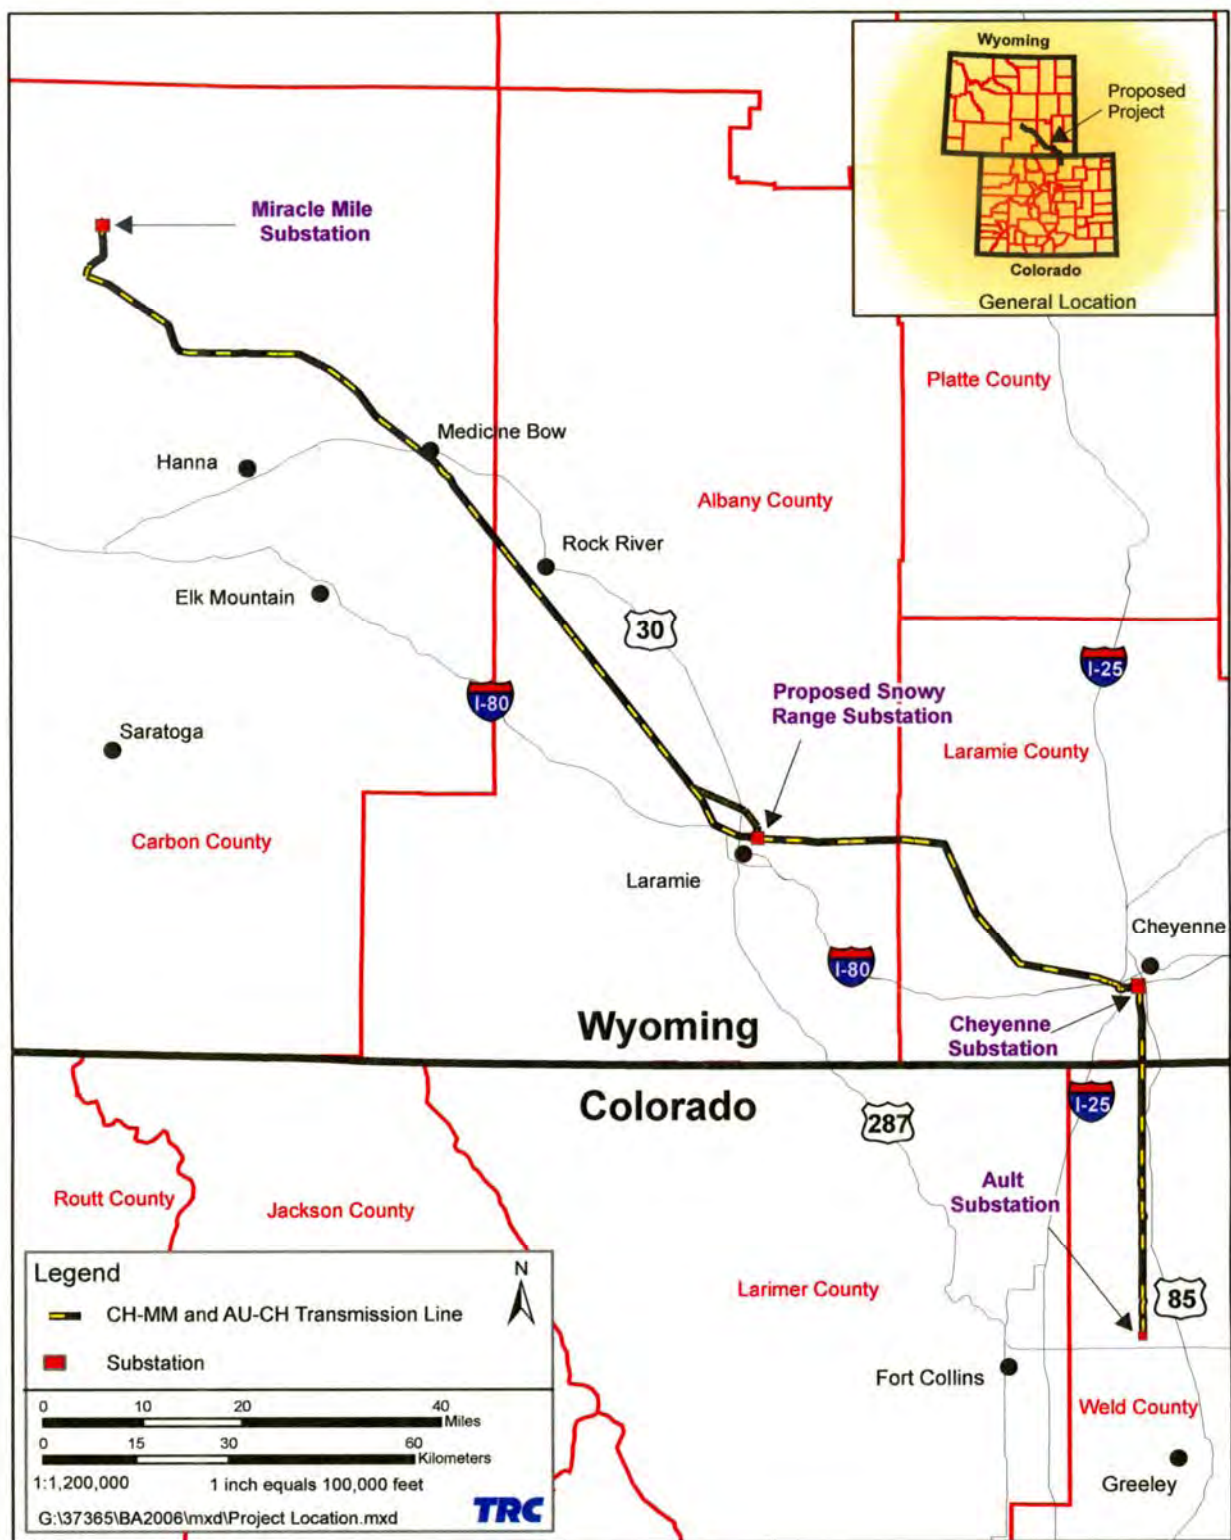 Wyoming
Proposed
Project
Colorado
General Location
Miracle Mile
Substation
Platte County
Medicine Bow
Hanna
Albany County
Rock River
Elk Mountain
30
I-25
Proposed Snowy
Range Substation
I-80
Saratoga
Laramie County
Carbon County
Laramie
Cheyenne
I-80
Wyoming
Cheyenne
Substation
Colorado
I-25
287
Ault
Substation
Routt County
Jackson County
Larimer County
85
Fort Collins
Weld County
Greeley
Legend
N
CH-MM and AU-CH Transmission Line
Substation
0 10 20 40
Miles
0 15 30 60
Kilometers
1:1,200,000 1 inch equals 100,000 feet
G:\37365\BA2006\mxd\Project Location.mxd
TRC